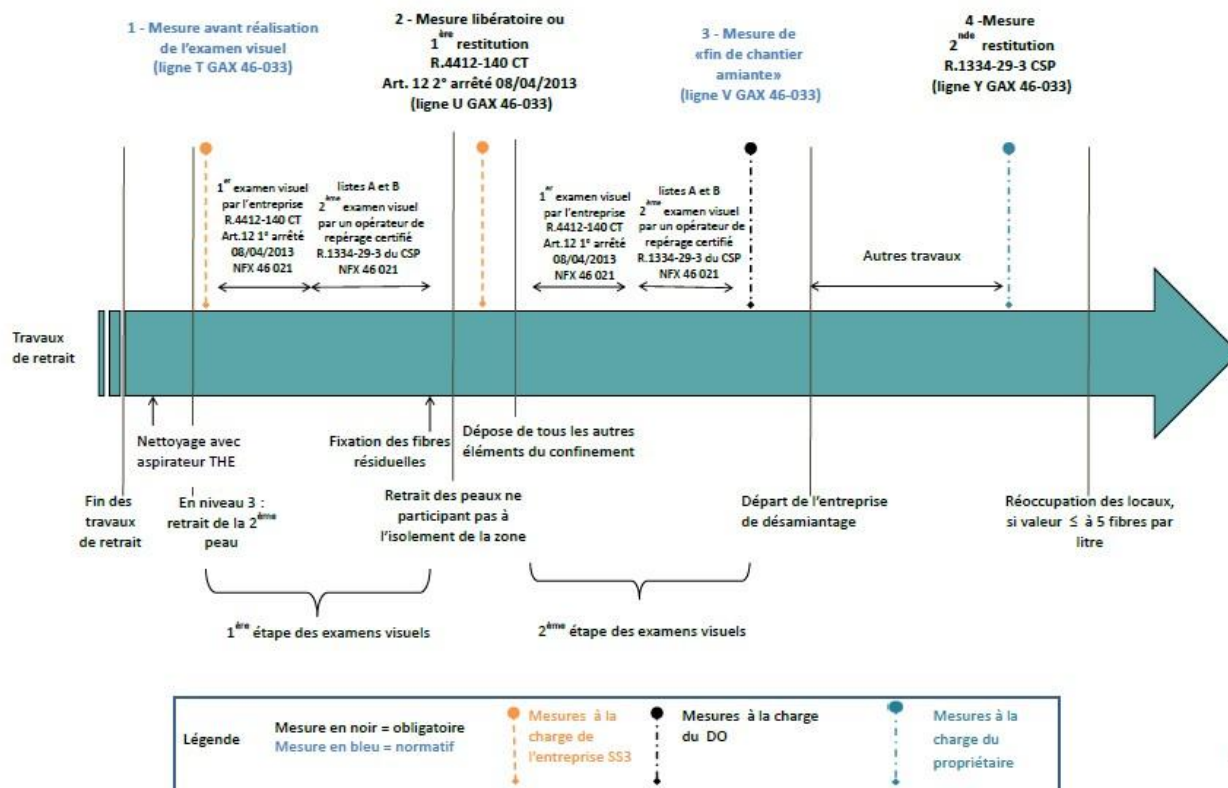 1 - Mesure avant réalisation
de l'examen visuel
(ligne T GAX 46-033)
2 - Mesure libératoire ou
1ère restitution
R.4412-140 CT
Art. 12 2° arrêté 08/04/2013
(ligne U GAX 46-033)
3 - Mesure de
«fin de chantier
amiante»
(ligne V GAX 46-033)
4 -Mesure
2nde restitution
R.1334-29-3 CSP
(ligne Y GAX 46-033)
1er examen visuel
par l'entreprise
R.4412-140 CT
Art.12 1° arrêté
08/04/2013
NFX 46 021
listes A et B
2ème examen visuel
par un opérateur de
repérage certifié
R.1334-29-3 du CSP
NFX 46 021
1er examen visuel
par l'entreprise
R.4412-140 CT
Art.12 1° arrêté
08/04/2013
NFX 46 021
listes A et B
2ème examen visuel
par un opérateur de
repérage certifié
R.1334-29-3 du CSP
NFX 46 021
Autres travaux
Travaux
de retrait
Nettoyage avec
aspirateur THE
Fixation des fibres
résiduelles
Dépose de tous les autres
éléments du confinement
Fin des
travaux
de retrait
En niveau 3 :
retrait de la 2ème
peau
Retrait des peaux ne
participant pas à
l'isolement de la zone
Départ de l'entreprise
de désamiantage
Réoccupation des locaux,
si valeur ≤ à 5 fibres par
litre
1ère étape des examens visuels
2ème étape des examens visuels
Légende
Mesure en noir = obligatoire
Mesure en bleu = normatif
Mesures à la
charge de
l'entreprise SS3
Mesures à la charge
du DO
Mesures à la
charge du
propriétaire